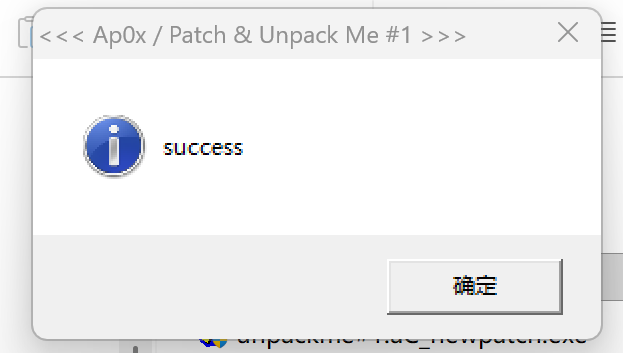 <<< Ap0x / Patch & Unpack Me #1 >>>
success
确定